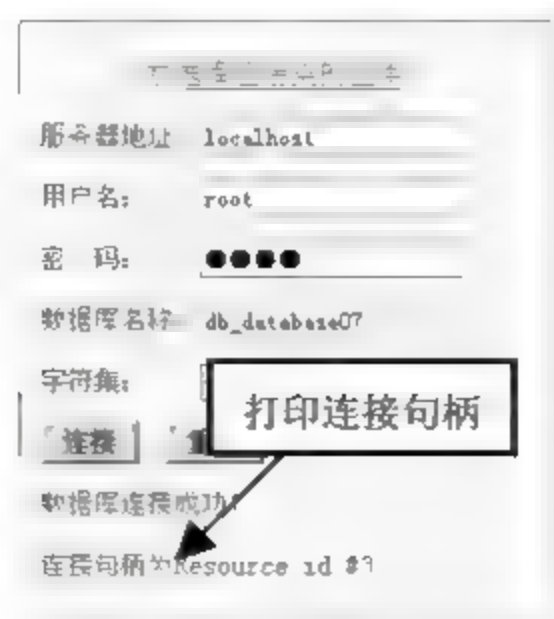 服务器地址 localhost
用户名: root
密 码: ●●●●
数据库名称 db_database07
字符集:
打印连接句柄
连接
数据库连接成功
连接句柄为Resource id #3